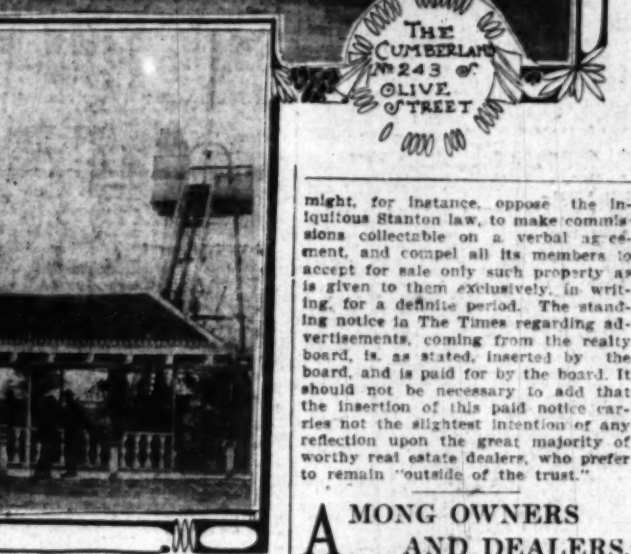 THE
CUMBERLAND
No 243 S.
OLIVE
STREET
might, for instance, oppose the in-
iquitous Stanton law, to make commis-
sions collectable on a verbal agree-
ment, and compel all its members to
accept for sale only such property as
is given to them exclusively, in writ-
ing, for a definite period. The stand-
ing notice in The Times regarding ad-
vertisements, coming from the realty
board, is, as stated, inserted by the
board, and is paid for by the board. It
should not be necessary to add that
the insertion of this paid notice car-
ries not the slightest intention of any
reflection upon the great majority of
worthy real estate dealers, who prefer
to remain "outside of the trust."
AMONG OWNERS
AND DEALERS